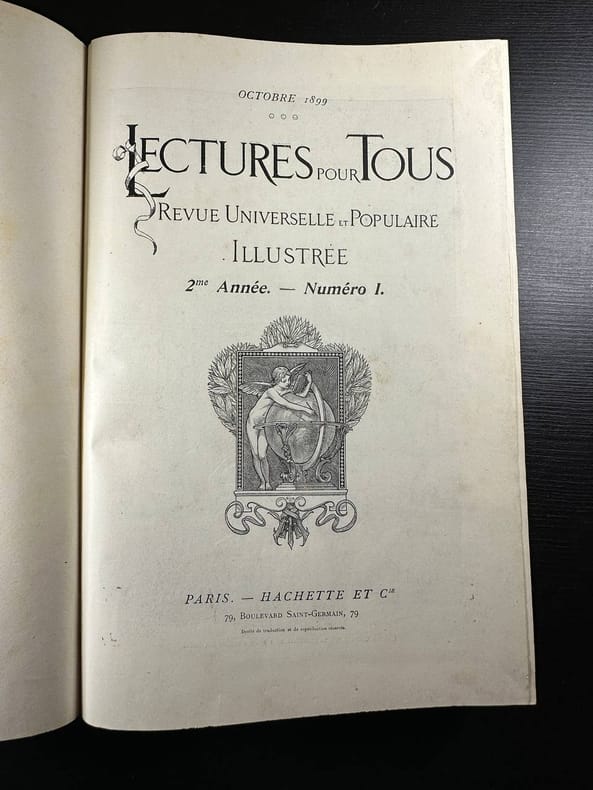 OCTOBRE 1899
LECTURES POUR TOUS
REVUE UNIVERSELLE ET POPULAIRE
ILLUSTRÉE
2me Année. — Numéro I.
PARIS. — HACHETTE ET Cie
79, BOULEVARD SAINT-GERMAIN, 79
Droits de traduction et de reproduction réservés.